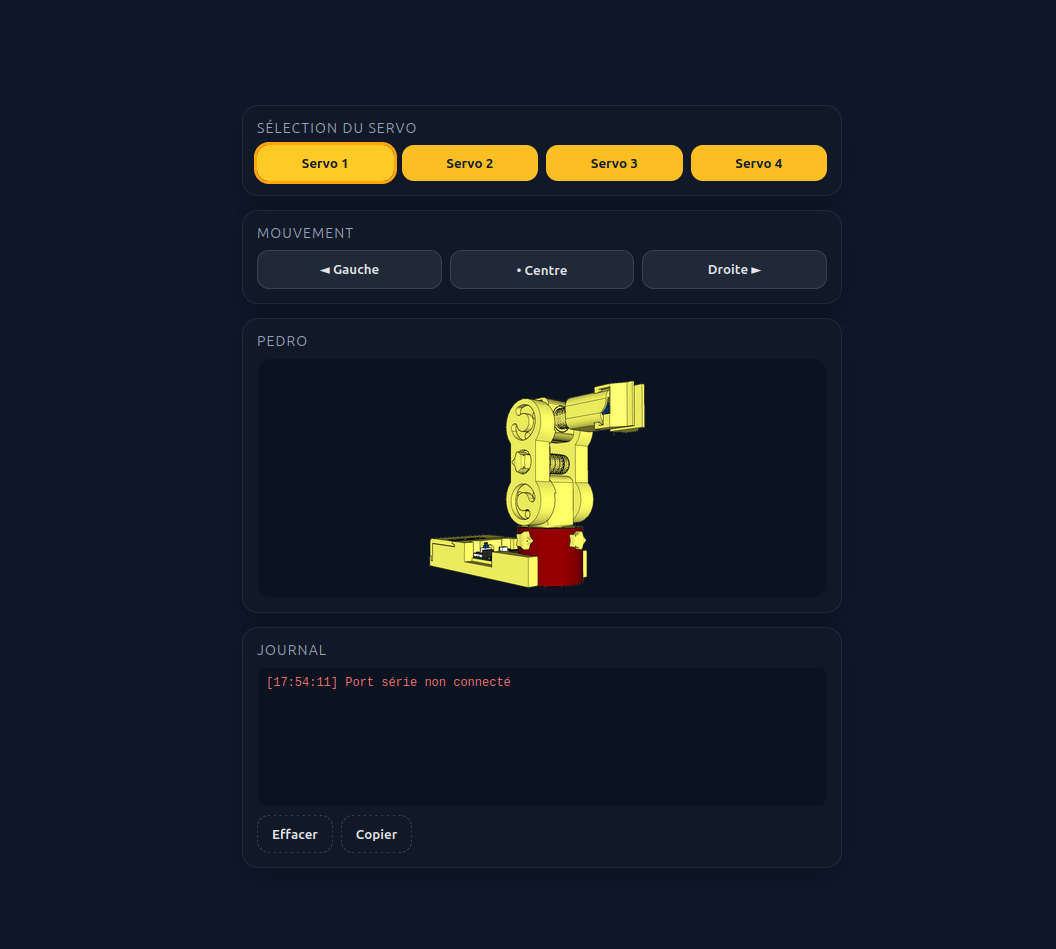 SÉLECTION DU SERVO
Servo 1 Servo 2 Servo 3 Servo 4
MOUVEMENT
◄ Gauche • Centre Droite ►
PEDRO
JOURNAL
[17:54:11] Port série non connecté
Effacer Copier